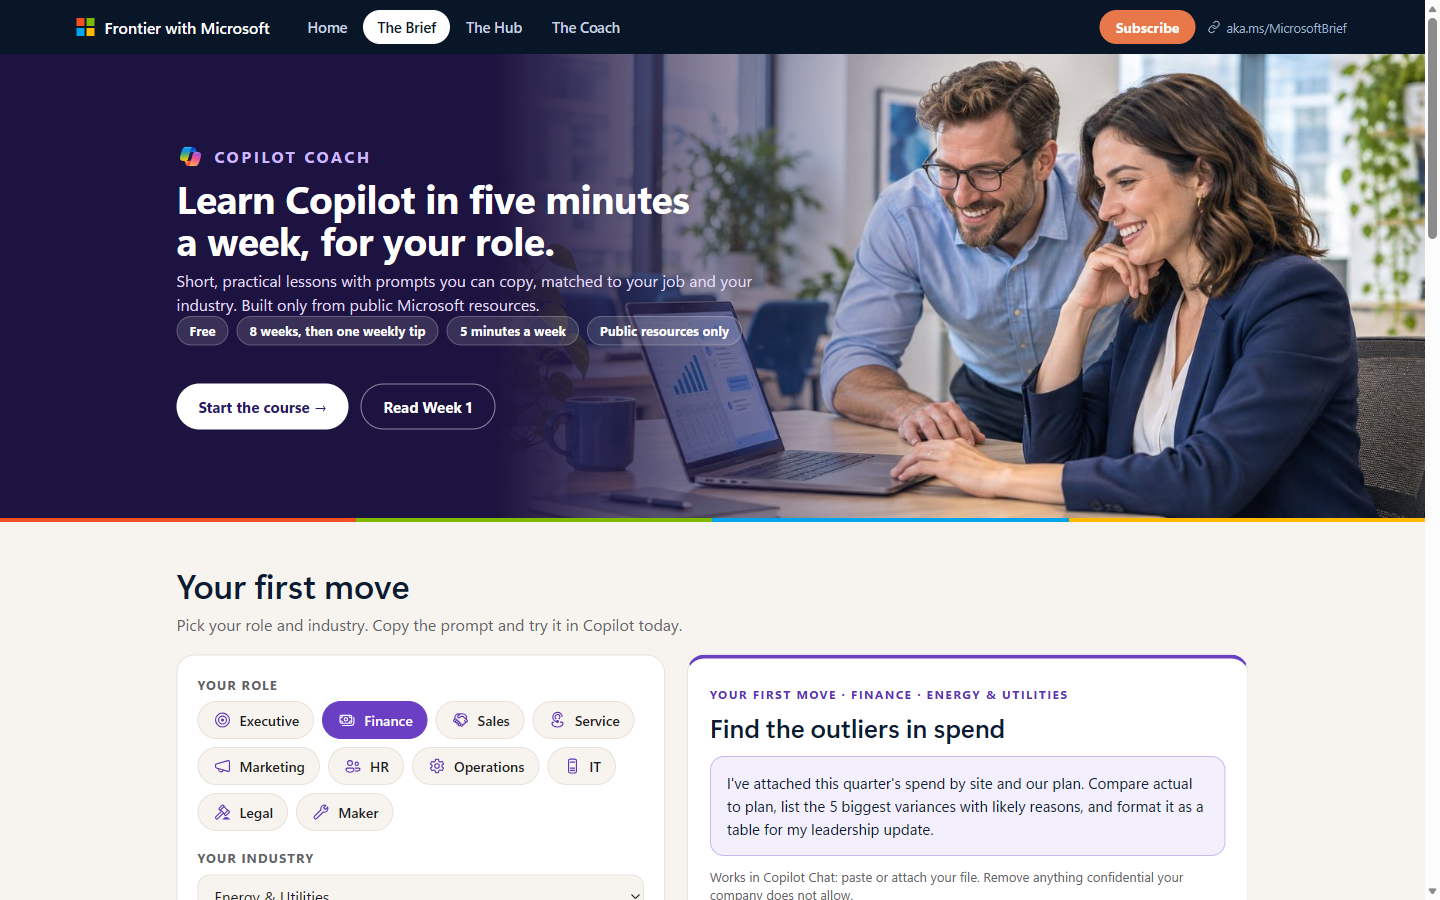 Frontier with Microsoft
Home
The Brief
The Hub
The Coach
Subscribe
aka.ms/MicrosoftBrief
COPILOT COACH
Learn Copilot in five minutes
a week, for your role.
Short, practical lessons with prompts you can copy, matched to your job and your
industry. Built only from public Microsoft resources.
Free
8 weeks, then one weekly tip
5 minutes a week
Public resources only
Start the course →
Read Week 1
Your first move
Pick your role and industry. Copy the prompt and try it in Copilot today.
YOUR ROLE
Executive
Finance
Sales
Service
Marketing
HR
Operations
IT
Legal
Maker
YOUR INDUSTRY
Energy & Utilities
YOUR FIRST MOVE · FINANCE · ENERGY & UTILITIES
Find the outliers in spend
I've attached this quarter's spend by site and our plan. Compare actual
to plan, list the 5 biggest variances with likely reasons, and format it as a
table for my leadership update.
Works in Copilot Chat: paste or attach your file. Remove anything confidential your
company does not allow.